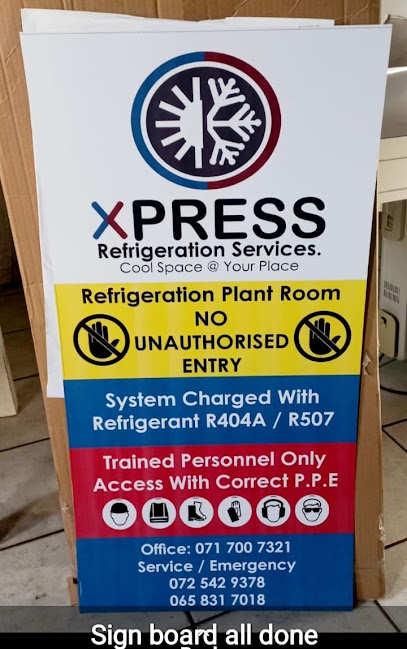 XPRESS
Refrigeration Services.
Cool Space @ Your Place
Refrigeration Plant Room
NO
UNAUTHORISED
ENTRY
System Charged With
Refrigerant R404A / R507
Trained Personnel Only
Access With Correct P.P.E
Office: 071 700 7321
Service / Emergency
072 542 9378
065 831 7018
Sign board all done